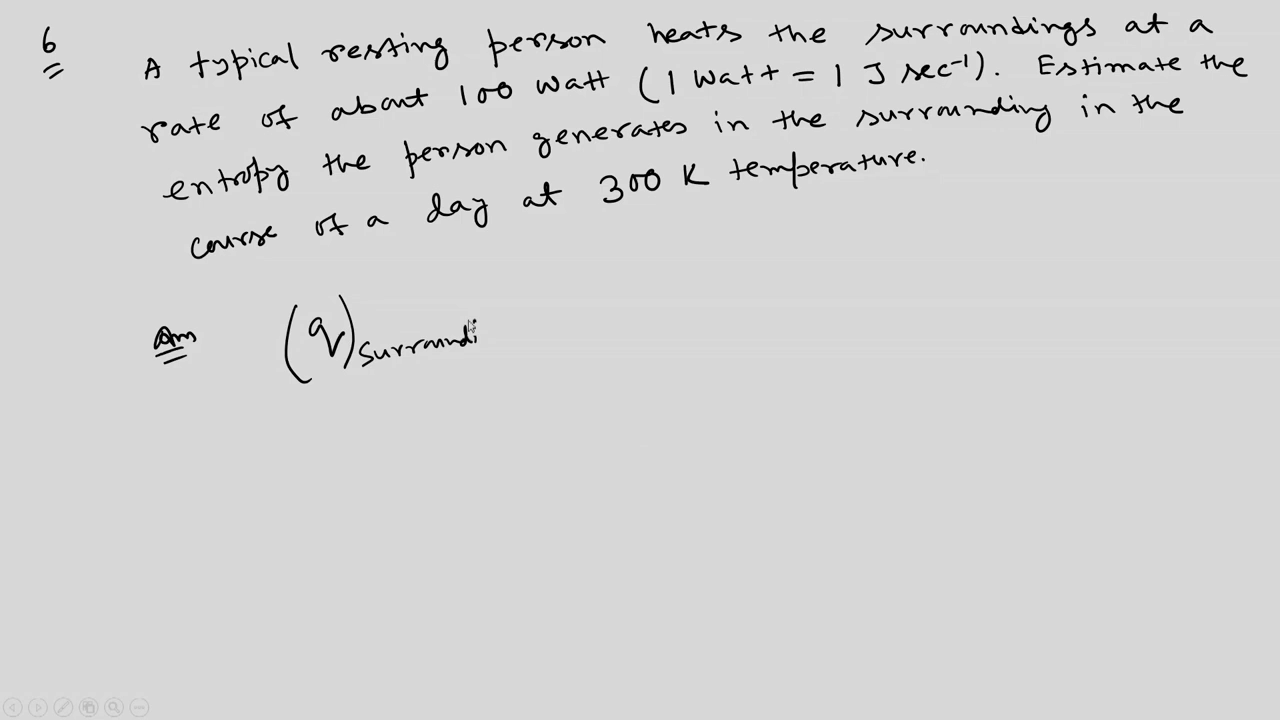 6
A typical resting person heats the surroundings at a
rate of about 100 Watt (1 Watt = 1 J sec⁻¹). Estimate the
entropy the person generates in the surrounding in the
course of a day at 300 K temperature.
Ans (q)Surroundi